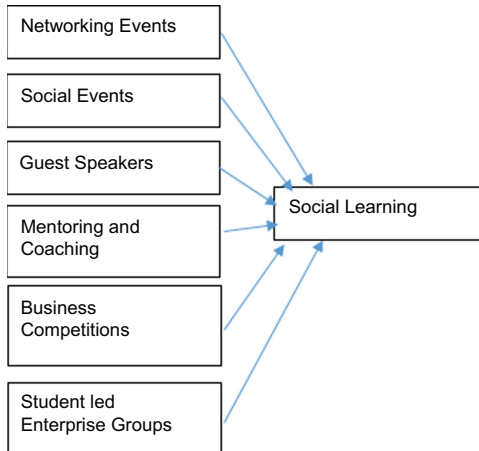 Networking Events
Social Events
Guest Speakers
Mentoring and
Coaching
Business
Competitions
Student led
Enterprise Groups
Social Learning